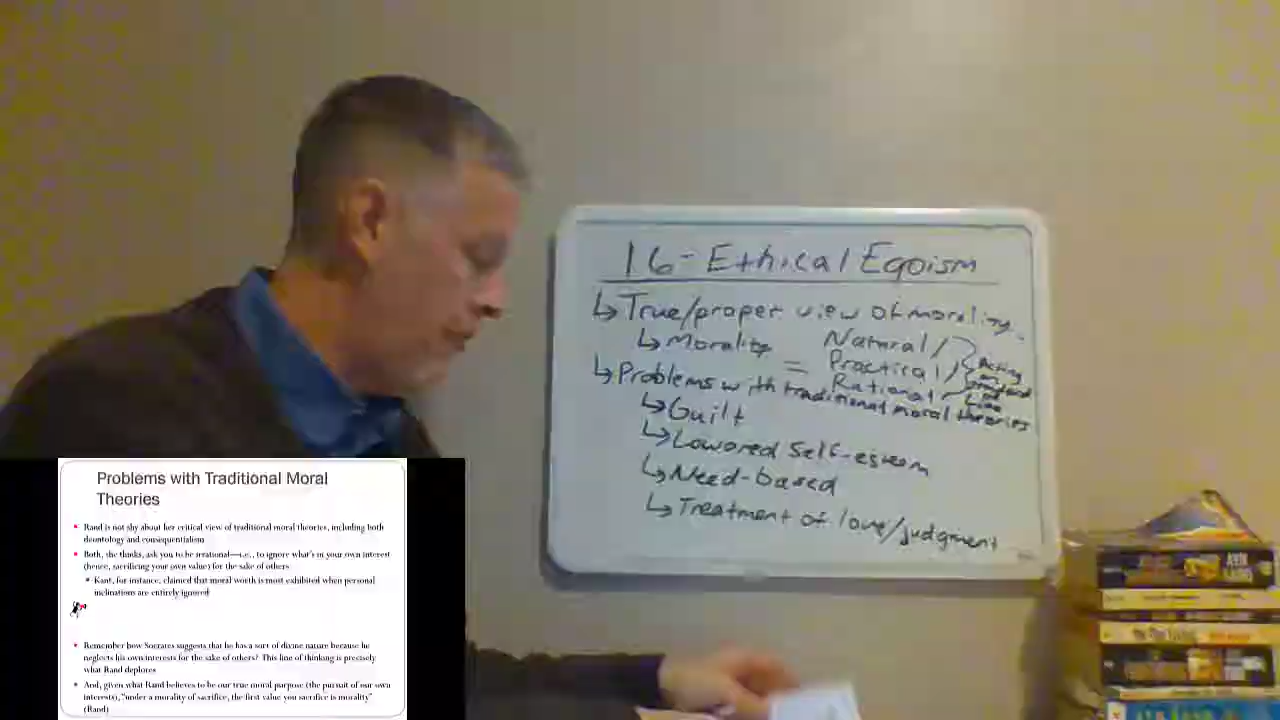 16 - Ethical Egoism
↳ True/proper view of morality
↳ Morality = Natural /
Practical /
Rational
Acting
on
standard
of
Life
↳ Problems with traditional moral theories
↳ Guilt
↳ Lowered self-esteem
↳ Need-based
↳ Treatment of love/judgment
AYN RAND
Problems with Traditional Moral
Theories
Rand is not shy about her critical view of traditional moral theories, including both
deontology and consequentialism
Both, she thinks, ask you to be irrational—i.e., to ignore what's in your own interest
(hence, sacrificing your own value) for the sake of others
Kant, for instance, claimed that moral worth is most exhibited when personal
inclinations are entirely ignored
Remember how Socrates suggests that he has a sort of divine nature because he
neglects his own interests for the sake of others? This line of thinking is precisely
what Rand deplores
And, given what Rand believes to be our true moral purpose (the pursuit of our own
interests), "under a morality of sacrifice, the first value you sacrifice is morality"
(Rand)